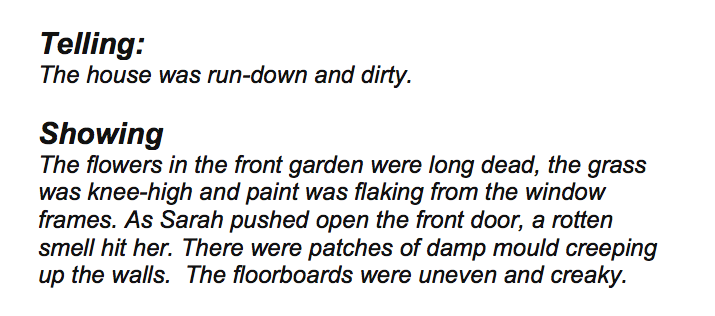 Telling:
The house was run-down and dirty.
Showing
The flowers in the front garden were long dead, the grass
was knee-high and paint was flaking from the window
frames. As Sarah pushed open the front door, a rotten
smell hit her. There were patches of damp mould creeping
up the walls.  The floorboards were uneven and creaky.